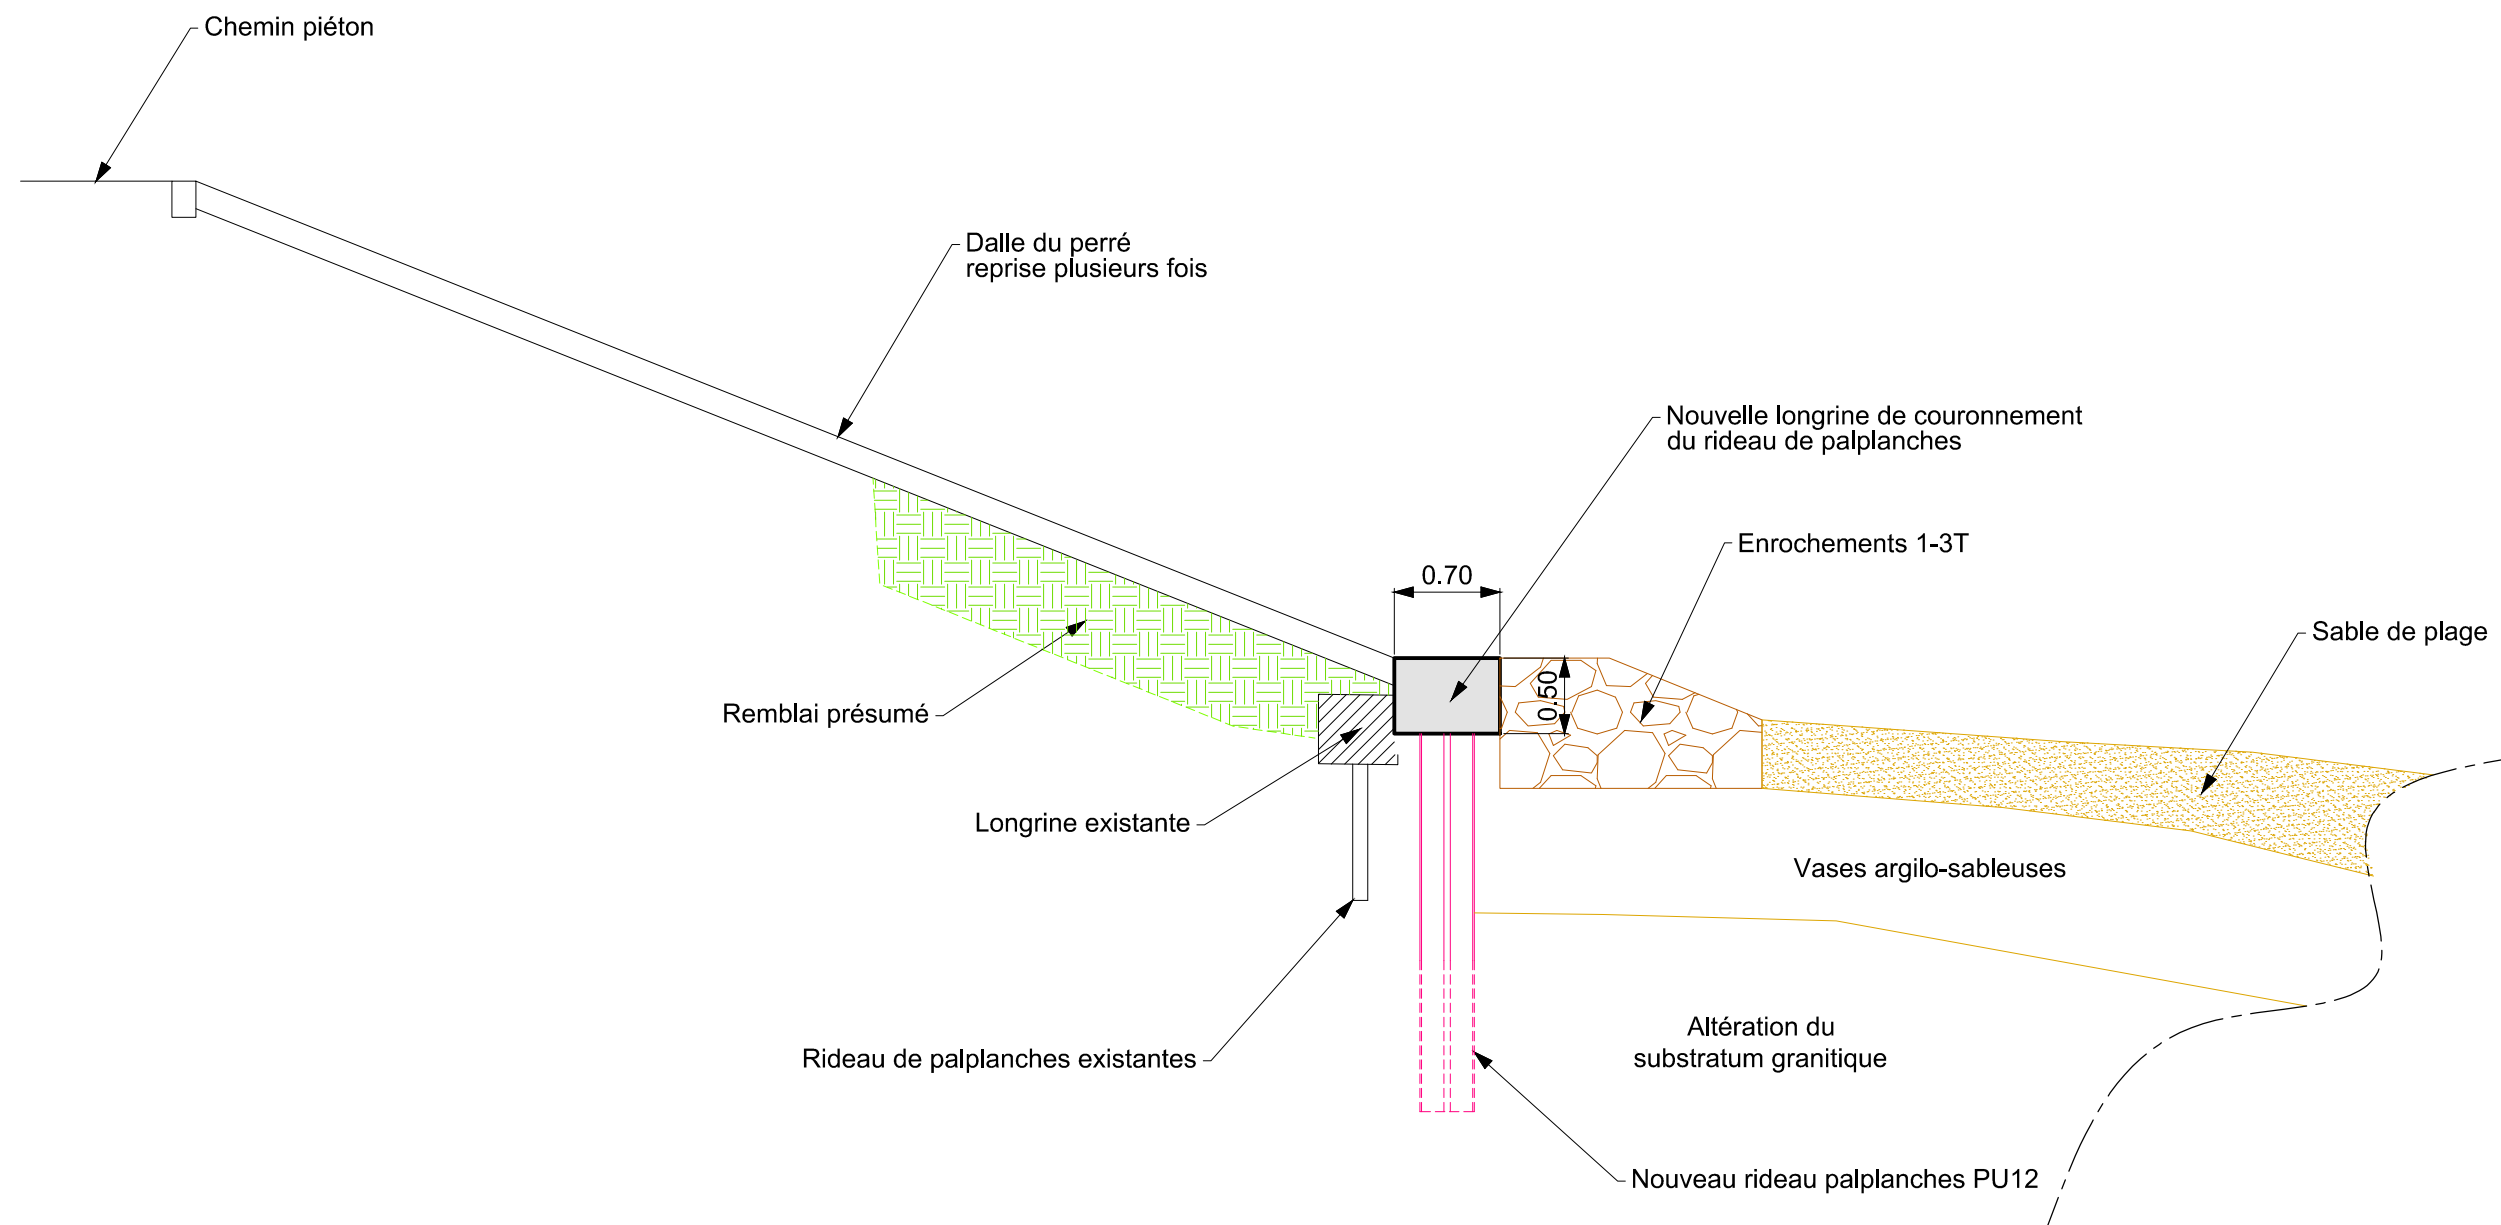 Chemin piéton
Dalle du perré
reprise plusieurs fois
Nouvelle longrine de couronnement
du rideau de palplanches
Enrochements 1-3T
0.70
Sable de plage
0.50
Remblai présumé
Longrine existante
Vases argilo-sableuses
Altération du
substratum granitique
Rideau de palplanches existantes
Nouveau rideau palplanches PU12